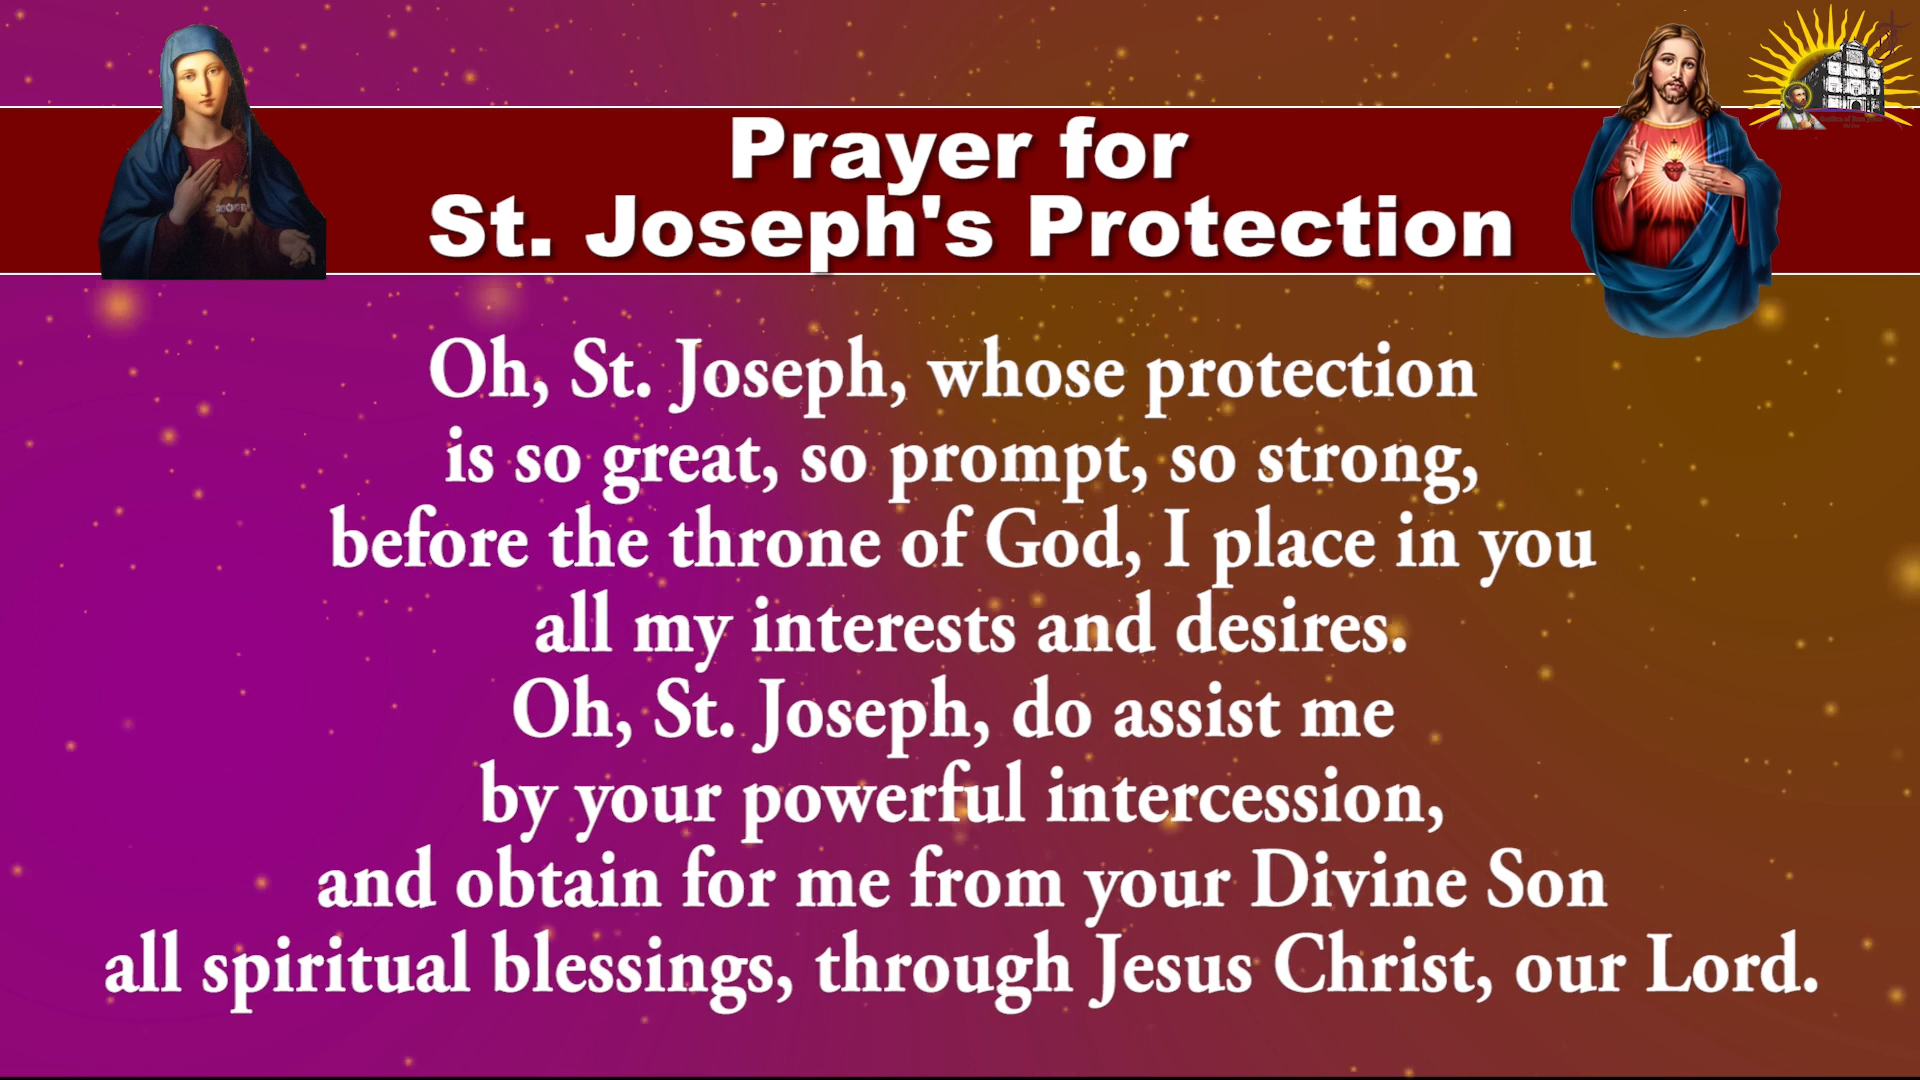 Prayer for
St. Joseph's Protection
Oh, St. Joseph, whose protection
is so great, so prompt, so strong,
before the throne of God, I place in you
all my interests and desires.
Oh, St. Joseph, do assist me
by your powerful intercession,
and obtain for me from your Divine Son
all spiritual blessings, through Jesus Christ, our Lord.